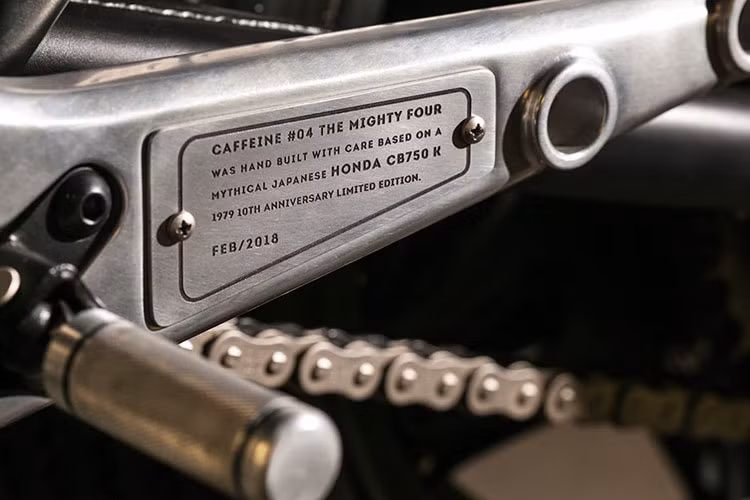 CAFFEINE #04 THE MIGHTY FOUR
WAS HAND BUILT WITH CARE BASED ON A
MYTHICAL JAPANESE HONDA CB750 K
1979 10TH ANNIVERSARY LIMITED EDITION.
FEB/2018